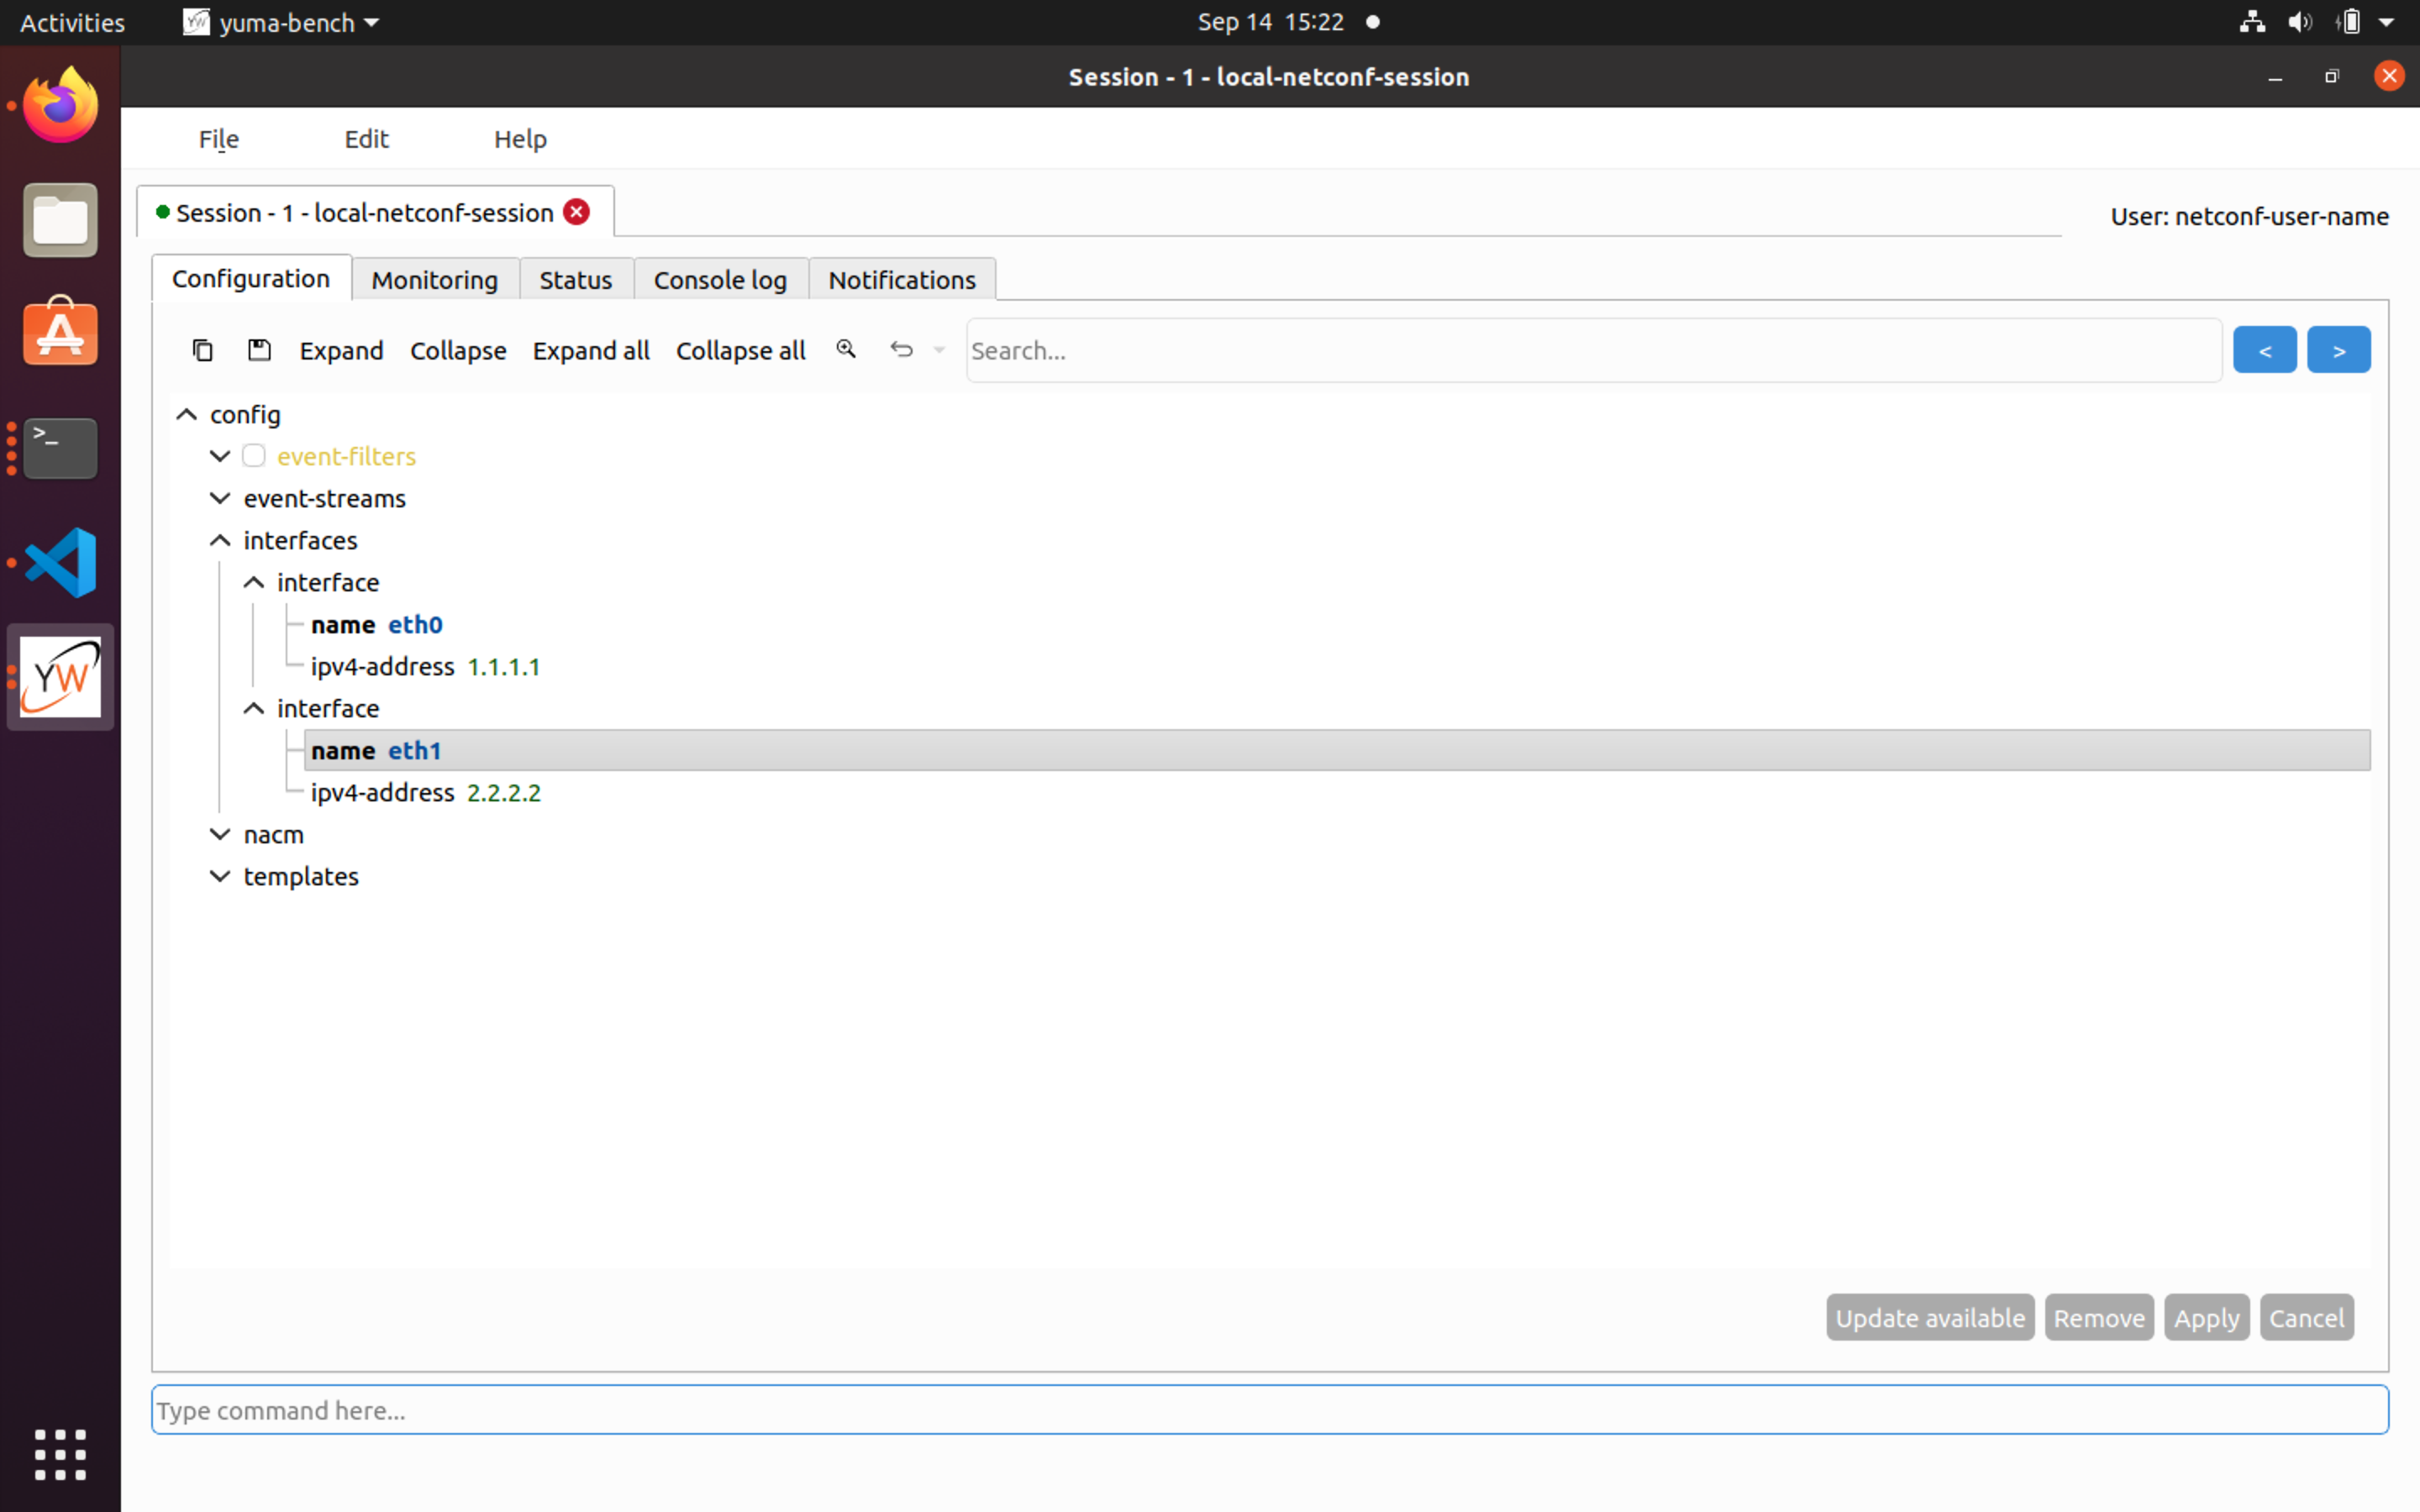 Activities yuma-bench Sep 14 15:22
Session - 1 - local-netconf-session
File Edit Help
Session - 1 - local-netconf-session User: netconf-user-name
Configuration Monitoring Status Console log Notifications
Expand Collapse Expand all Collapse all Search... < >
config
event-filters
event-streams
interfaces
interface
name eth0
ipv4-address 1.1.1.1
interface
name eth1
ipv4-address 2.2.2.2
nacm
templates
YW
Update available Remove Apply Cancel
Type command here...